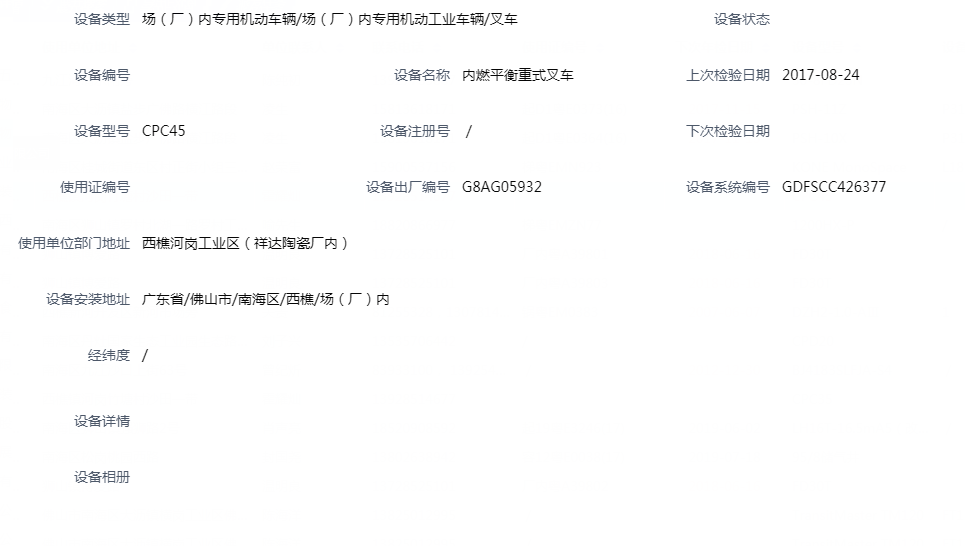 设备类型 场（厂）内专用机动车辆/场（厂）内专用机动工业车辆/叉车 设备状态
设备编号 设备名称 内燃平衡重式叉车 上次检验日期 2017-08-24
设备型号 CPC45 设备注册号 / 下次检验日期
使用证编号 设备出厂编号 G8AG05932 设备系统编号 GDFSCC426377
使用单位部门地址 西樵河岗工业区（祥达陶瓷厂内）
设备安装地址 广东省/佛山市/南海区/西樵/场（厂）内
经纬度 /
设备详情
设备相册